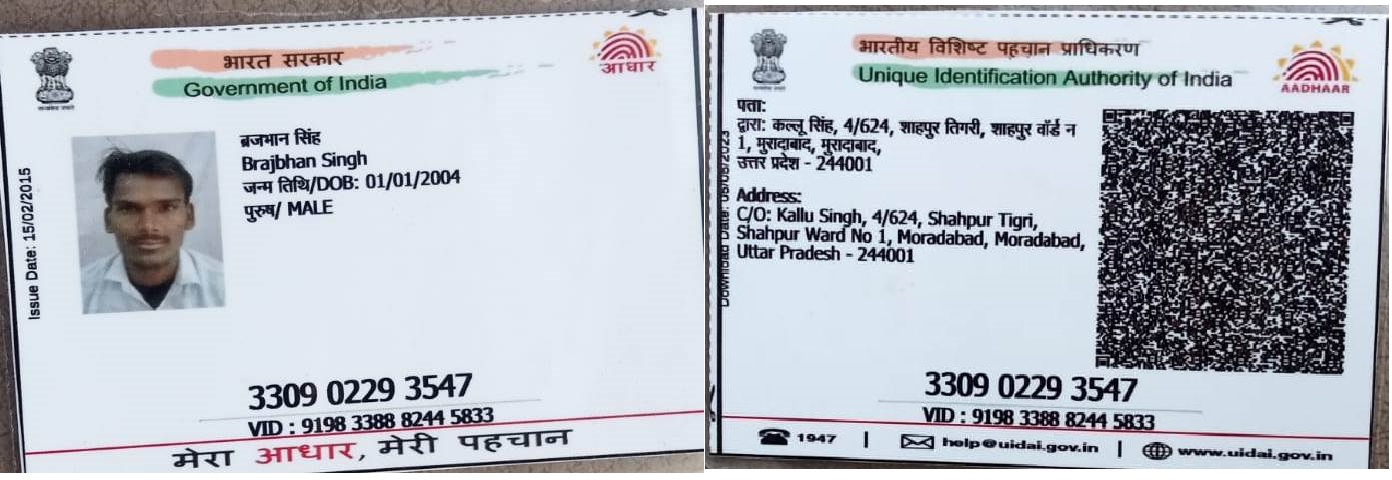 भारत सरकार
Government of India
आधार
Issue Date: 15/02/2015
ब्रजभान सिंह
Brajbhan Singh
जन्म तिथि/DOB: 01/01/2004
पुरुष/ MALE
3309 0229 3547
VID : 9198 3388 8244 5833
मेरा आधार, मेरी पहचान
भारतीय विशिष्ट पहचान प्राधिकरण
Unique Identification Authority of India
AADHAAR
पता:
द्वारा: कल्लू सिंह, 4/624, शाहपुर तिगरी, शाहपुर वॉर्ड न
1, मुरादाबाद, मुरादाबाद,
उत्तर प्रदेश - 244001
Address:
C/O: Kallu Singh, 4/624, Shahpur Tigri,
Shahpur Ward No 1, Moradabad, Moradabad,
Uttar Pradesh - 244001
3309 0229 3547
VID : 9198 3388 8244 5833
1947 | help@uidai.gov.in | www.uidai.gov.in